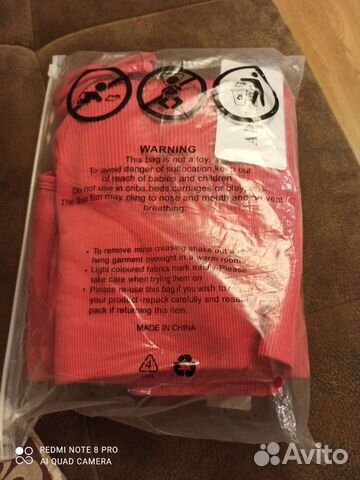 WARNING
This bag is not a toy.
To avoid danger of suffocation,keep out
of reach of babies and children.
Do not use in cribs,beds,carriages or playpens.
The thin film may cling to nose and mouth and prevent
breathing.
• To remove minor creasing shake out and
hang garment overnight in a warm room.
• Light coloured fabrics mark easily. Please
take care when trying them on
• Please re-use this bag if you wish to
your product-repack carefully and reseal
pack if returning this item.
MADE IN CHINA
4
REDMI NOTE 8 PRO
AI QUAD CAMERA
Avito